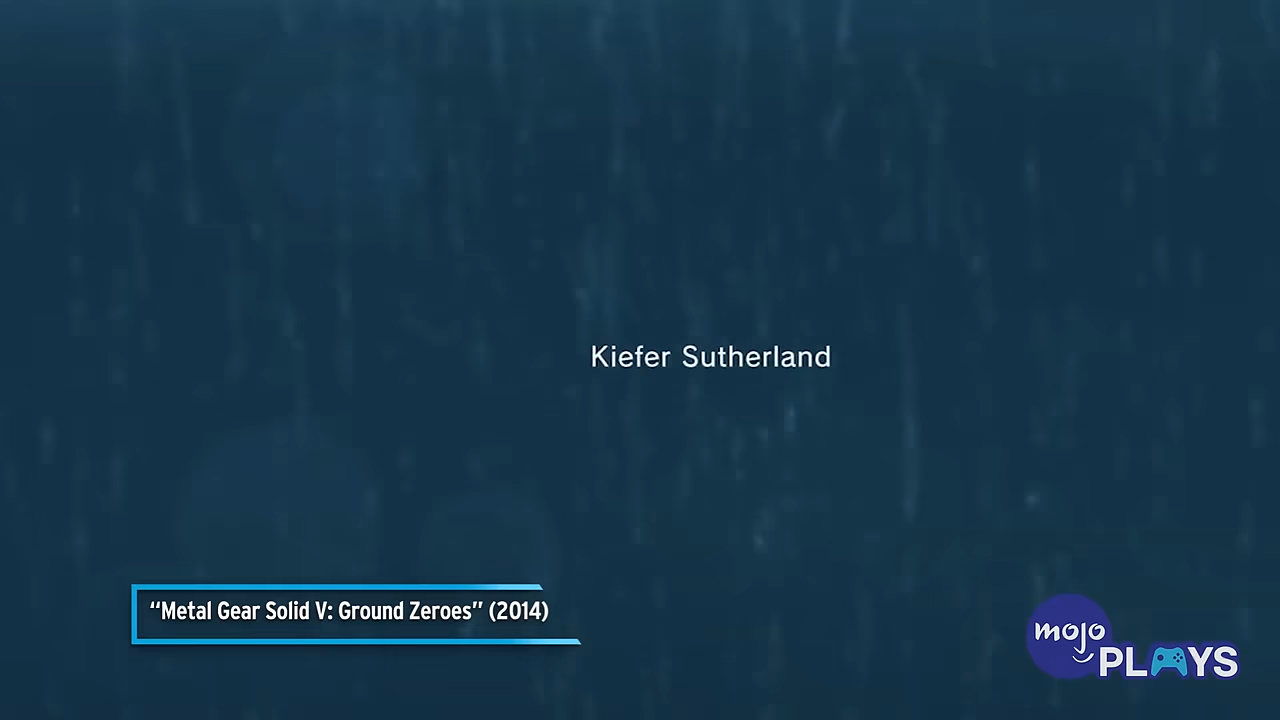 Kiefer Sutherland
“Metal Gear Solid V: Ground Zeroes” (2014)
mojo
PLAYS